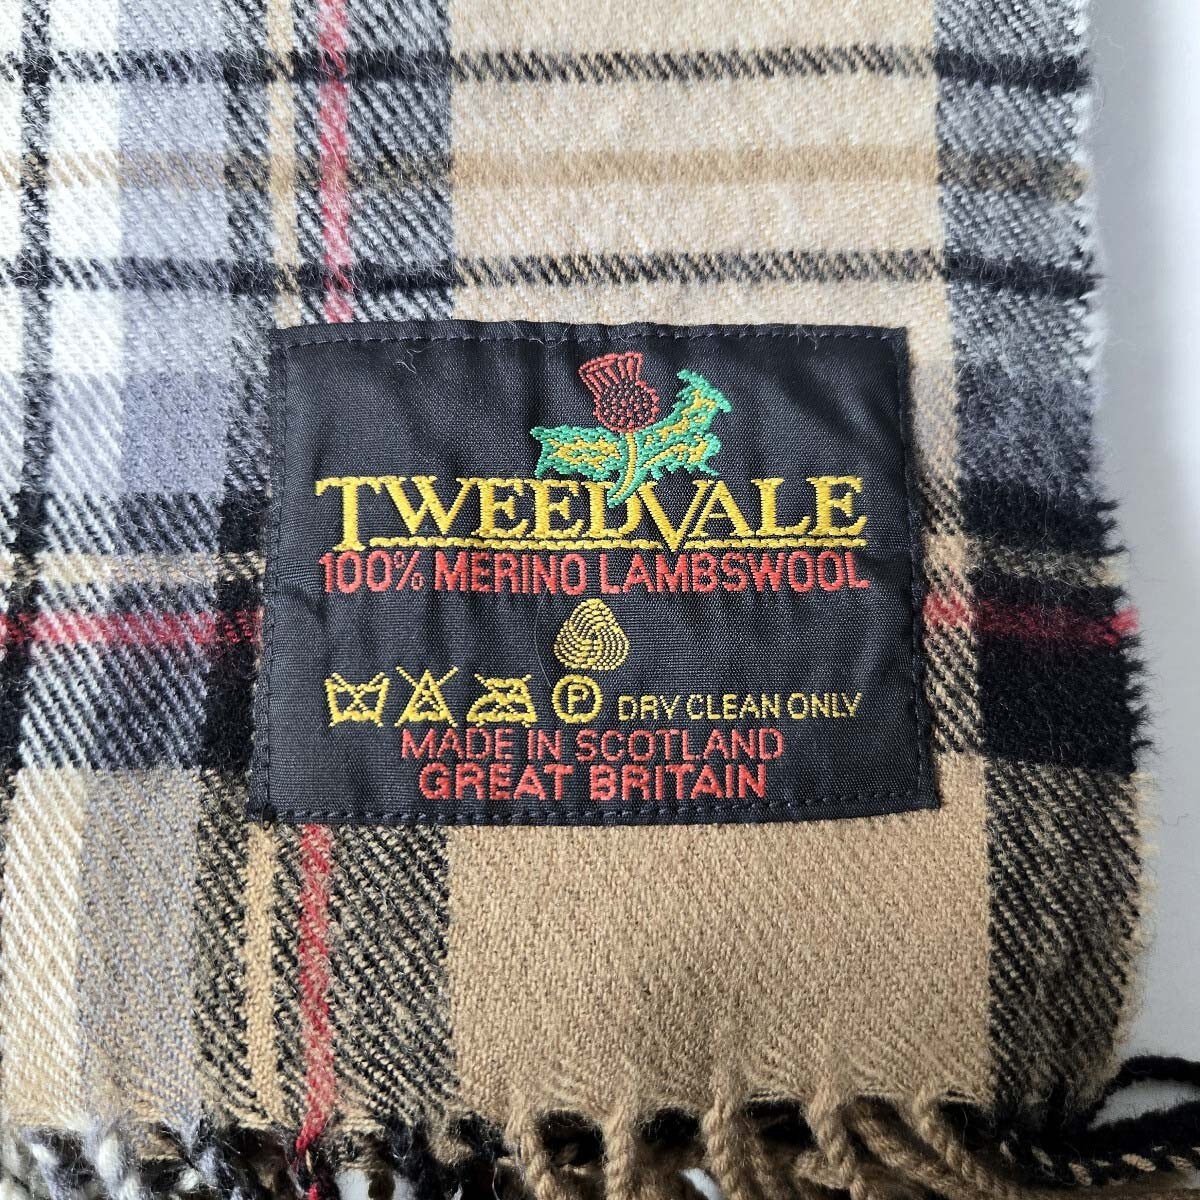 TWEEDVALE
100% MERINO LAMBSWOOL
P DRY CLEAN ONLY
MADE IN SCOTLAND
GREAT BRITAIN